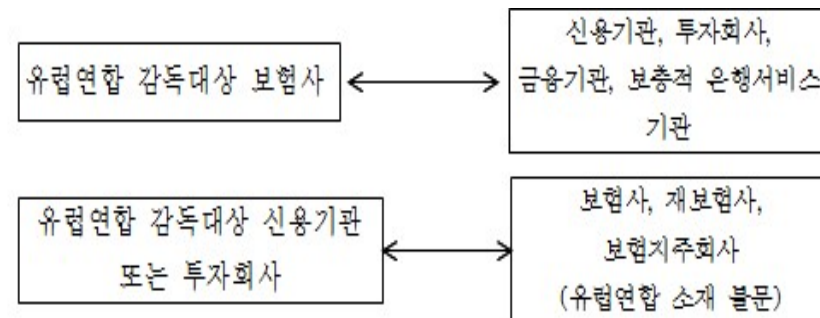 유럽연합 감독대상 보험사
신용기관, 투자회사,
금융기관, 보충적 은행서비스
기관
유럽연합 감독대상 신용기관
또는 투자회사
보험사, 재보험사,
보험지주회사
(유럽연합 소재 불문)